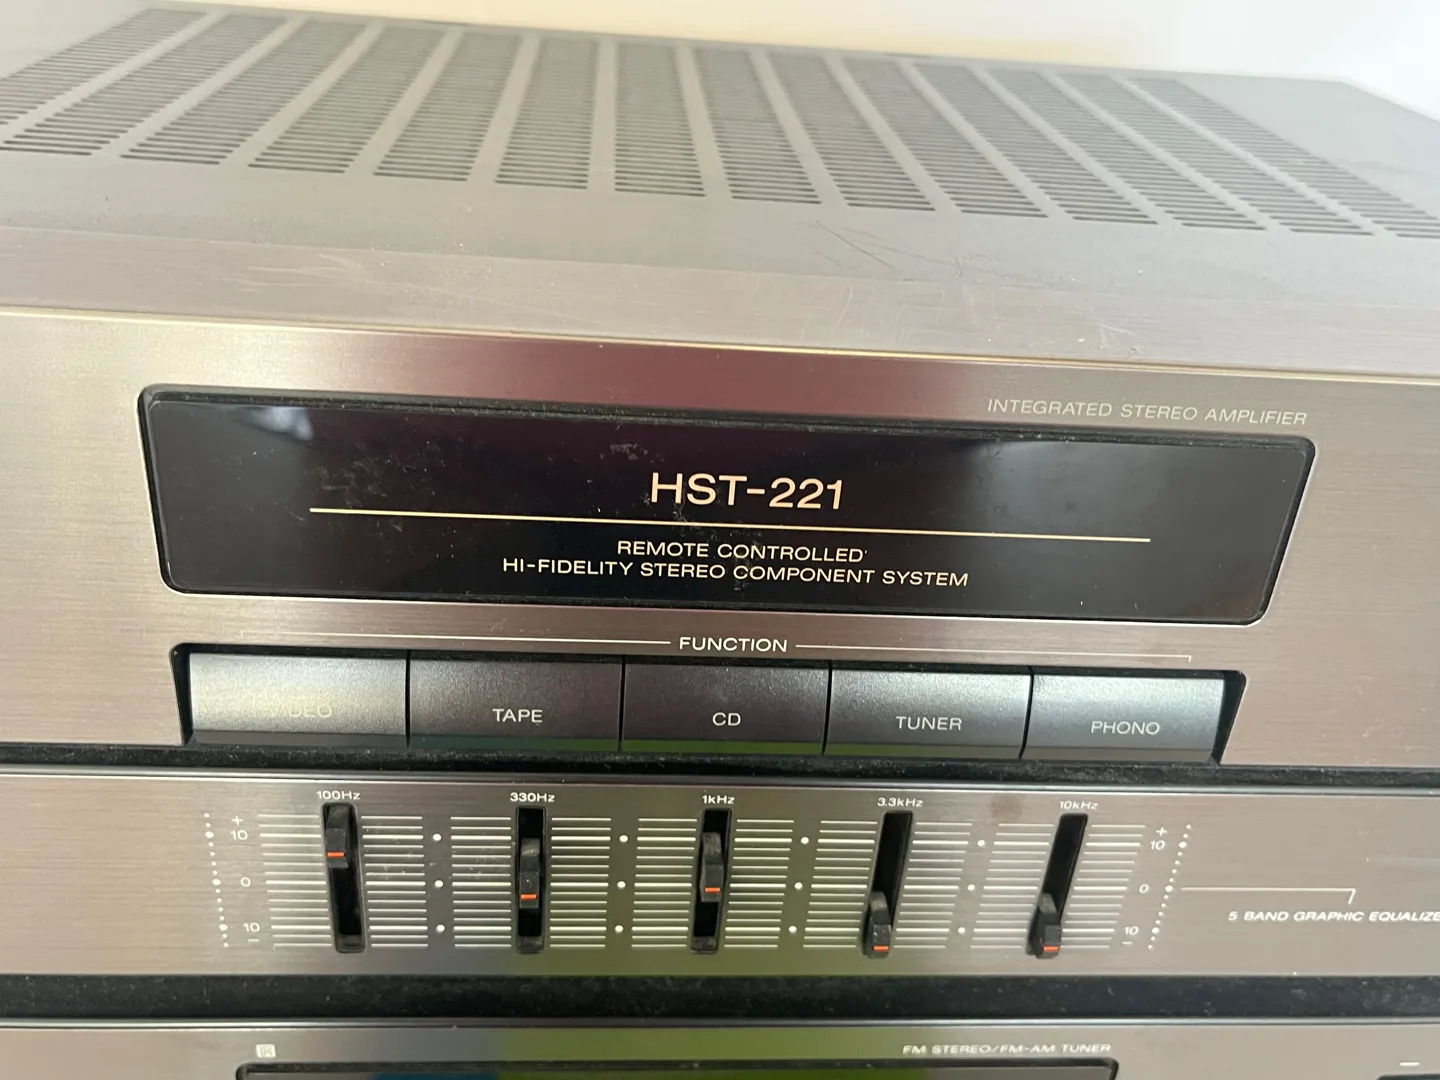 INTEGRATED STEREO AMPLIFIER
HST-221
REMOTE CONTROLLED
HI-FIDELITY STEREO COMPONENT SYSTEM
FUNCTION
VIDEO TAPE CD TUNER PHONO
100Hz 330Hz 1kHz 3.3kHz 10kHz
+ +
10 10
0 0
5 BAND GRAPHIC EQUALIZE
10 10
- -
FM STEREO/FM-AM TUNER